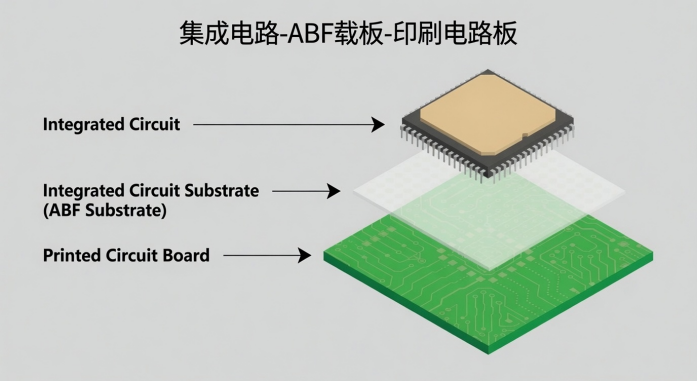 集成电路-ABF载板-印刷电路板
Integrated Circuit
Integrated Circuit Substrate
(ABF Substrate)
Printed Circuit Board